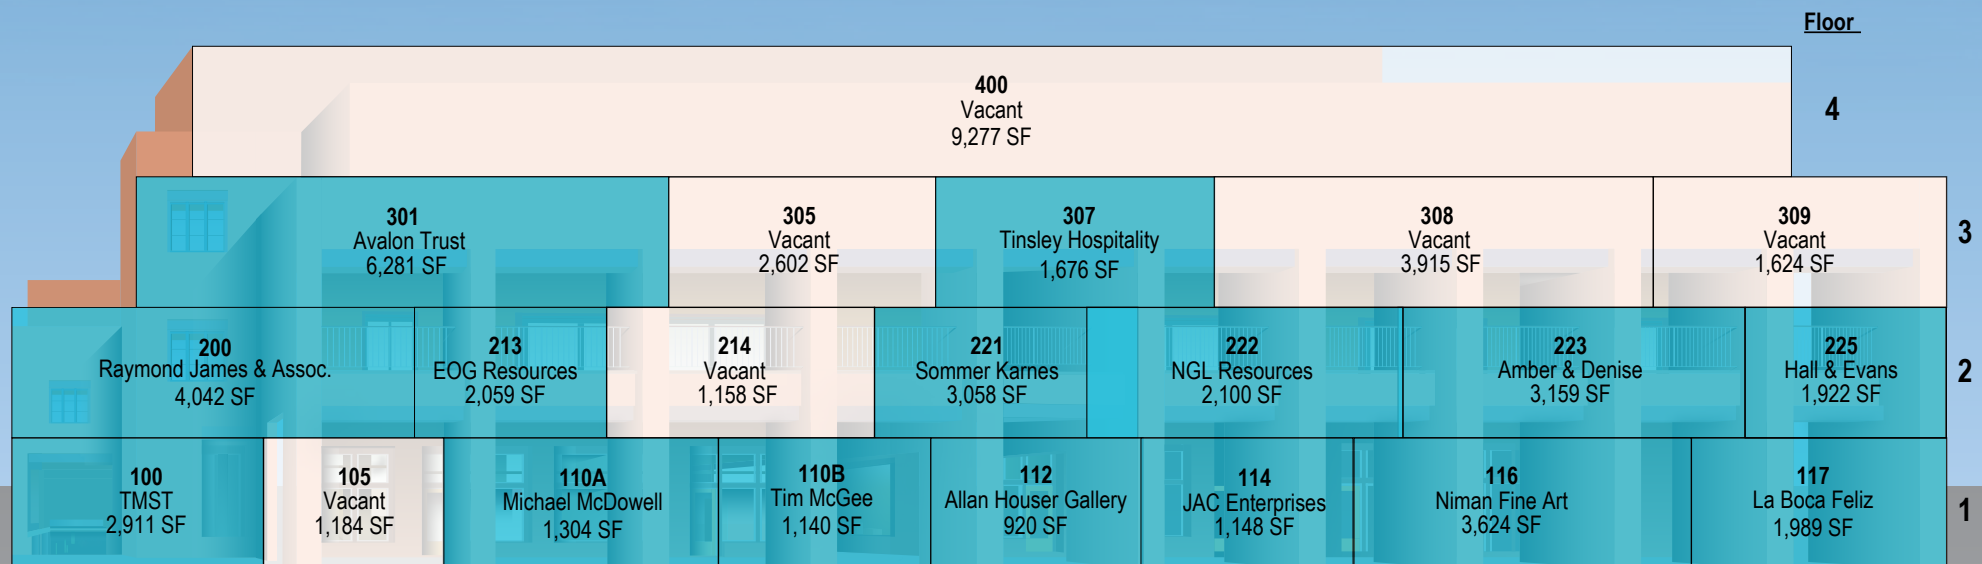 Floor
400
Vacant
9,277 SF
4
301
Avalon Trust
6,281 SF
305
Vacant
2,602 SF
307
Tinsley Hospitality
1,676 SF
308
Vacant
3,915 SF
309
Vacant
1,624 SF
3
200
Raymond James & Assoc.
4,042 SF
213
EOG Resources
2,059 SF
214
Vacant
1,158 SF
221
Sommer Karnes
3,058 SF
222
NGL Resources
2,100 SF
223
Amber & Denise
3,159 SF
225
Hall & Evans
1,922 SF
2
100
TMST
2,911 SF
105
Vacant
1,184 SF
110A
Michael McDowell
1,304 SF
110B
Tim McGee
1,140 SF
112
Allan Houser Gallery
920 SF
114
JAC Enterprises
1,148 SF
116
Niman Fine Art
3,624 SF
117
La Boca Feliz
1,989 SF
1